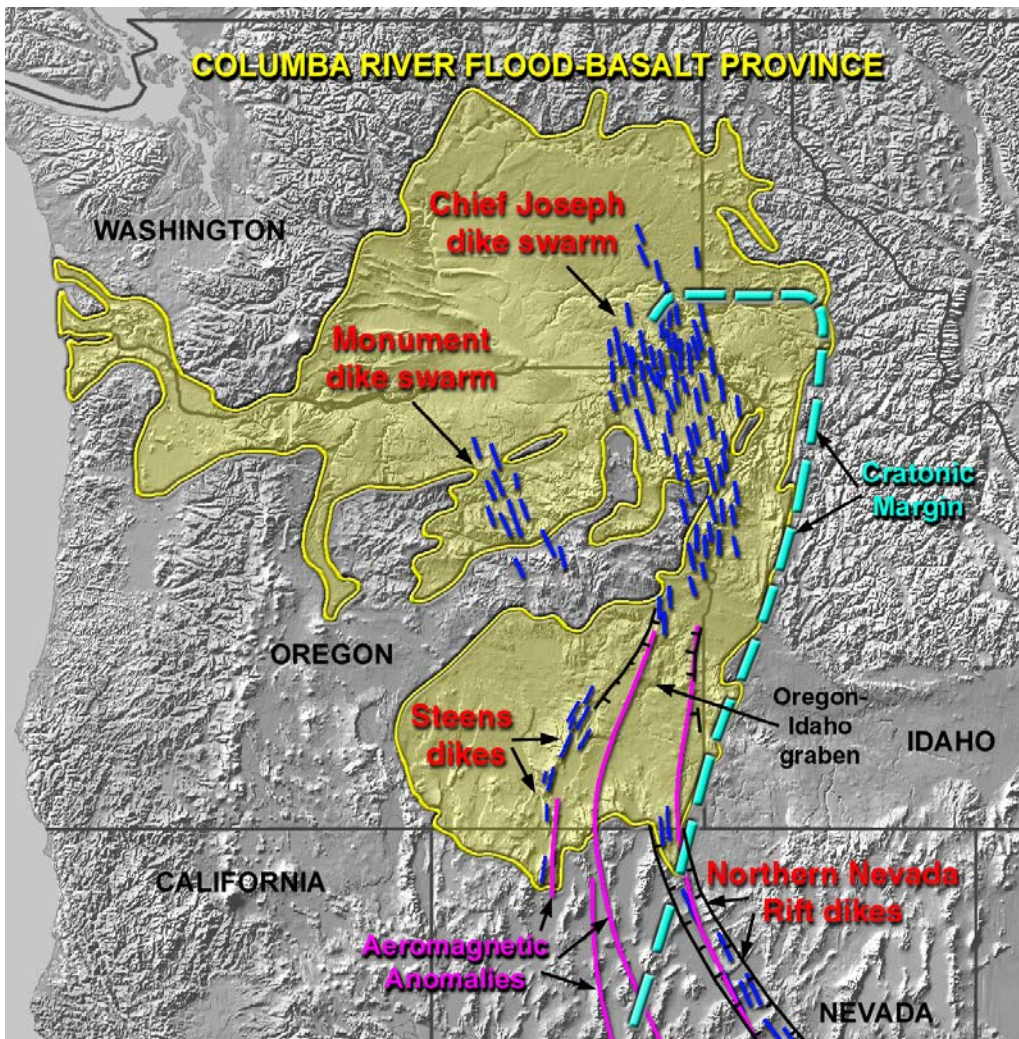 COLUMBA RIVER FLOOD-BASALT PROVINCE
Chief Joseph
dike swarm
WASHINGTON
Monument
dike swarm
Cratonic
Margin
OREGON
Oregon-
Idaho
graben
Steens
dikes
IDAHO
CALIFORNIA
Northern Nevada
Rift dikes
Aeromagnetic
Anomalies
NEVADA